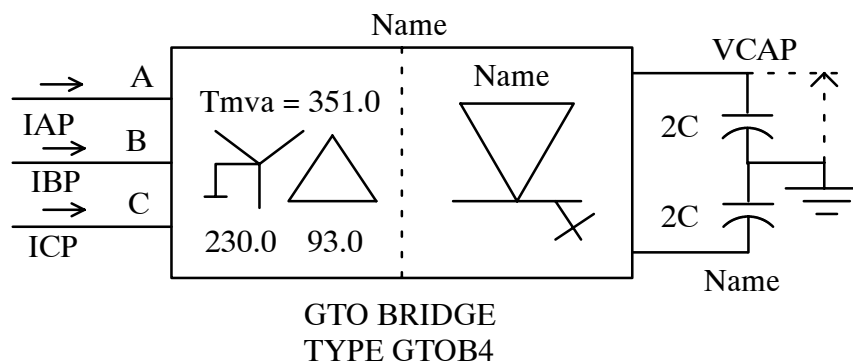 Name
VCAP
A
Name
Tmva = 351.0
IAP
2C
B
IBP
C
2C
230.0 93.0
ICP
Name
GTO BRIDGE
TYPE GTOB4